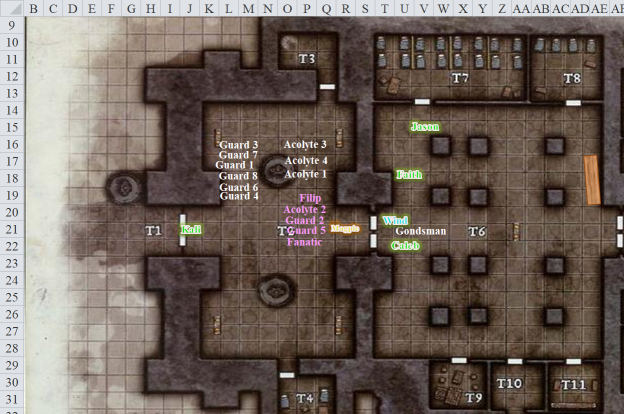 B C D E F G H I J K L M N O P Q R S T U V W X Y Z AA AB AC AD AE AF
9
10
11
T3
T7
T8
12
13
14
15
Jason
16
Guard 3
Acolyte 3
Guard 7
17
Guard 1
Acolyte 4
18
Guard 8
Acolyte 1
Faith
Guard 6
19
Guard 4
Filip
20
Acolyte 2
Guard 2
Wind
21
T1
Kali
Guard 5
Magpie
Gondsman
T6
22
Fanatic
Caleb
23
24
25
26
27
28
29
30
T9
T10
T11
31
T4